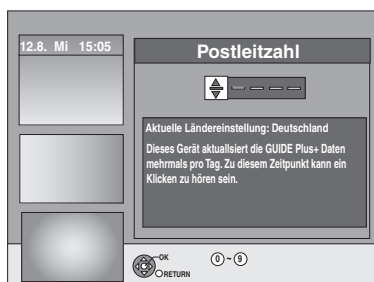 12.8. Mi 15:05
Postleitzahl
Aktuelle Ländereinstellung: Deutschland
Dieses Gerät aktuallsiert die GUIDE Plus+ Daten
mehrmals pro Tag. Zu diesem Zeitpunkt kann ein
Klicken zu hören sein.
OK
RETURN
0 ~ 9